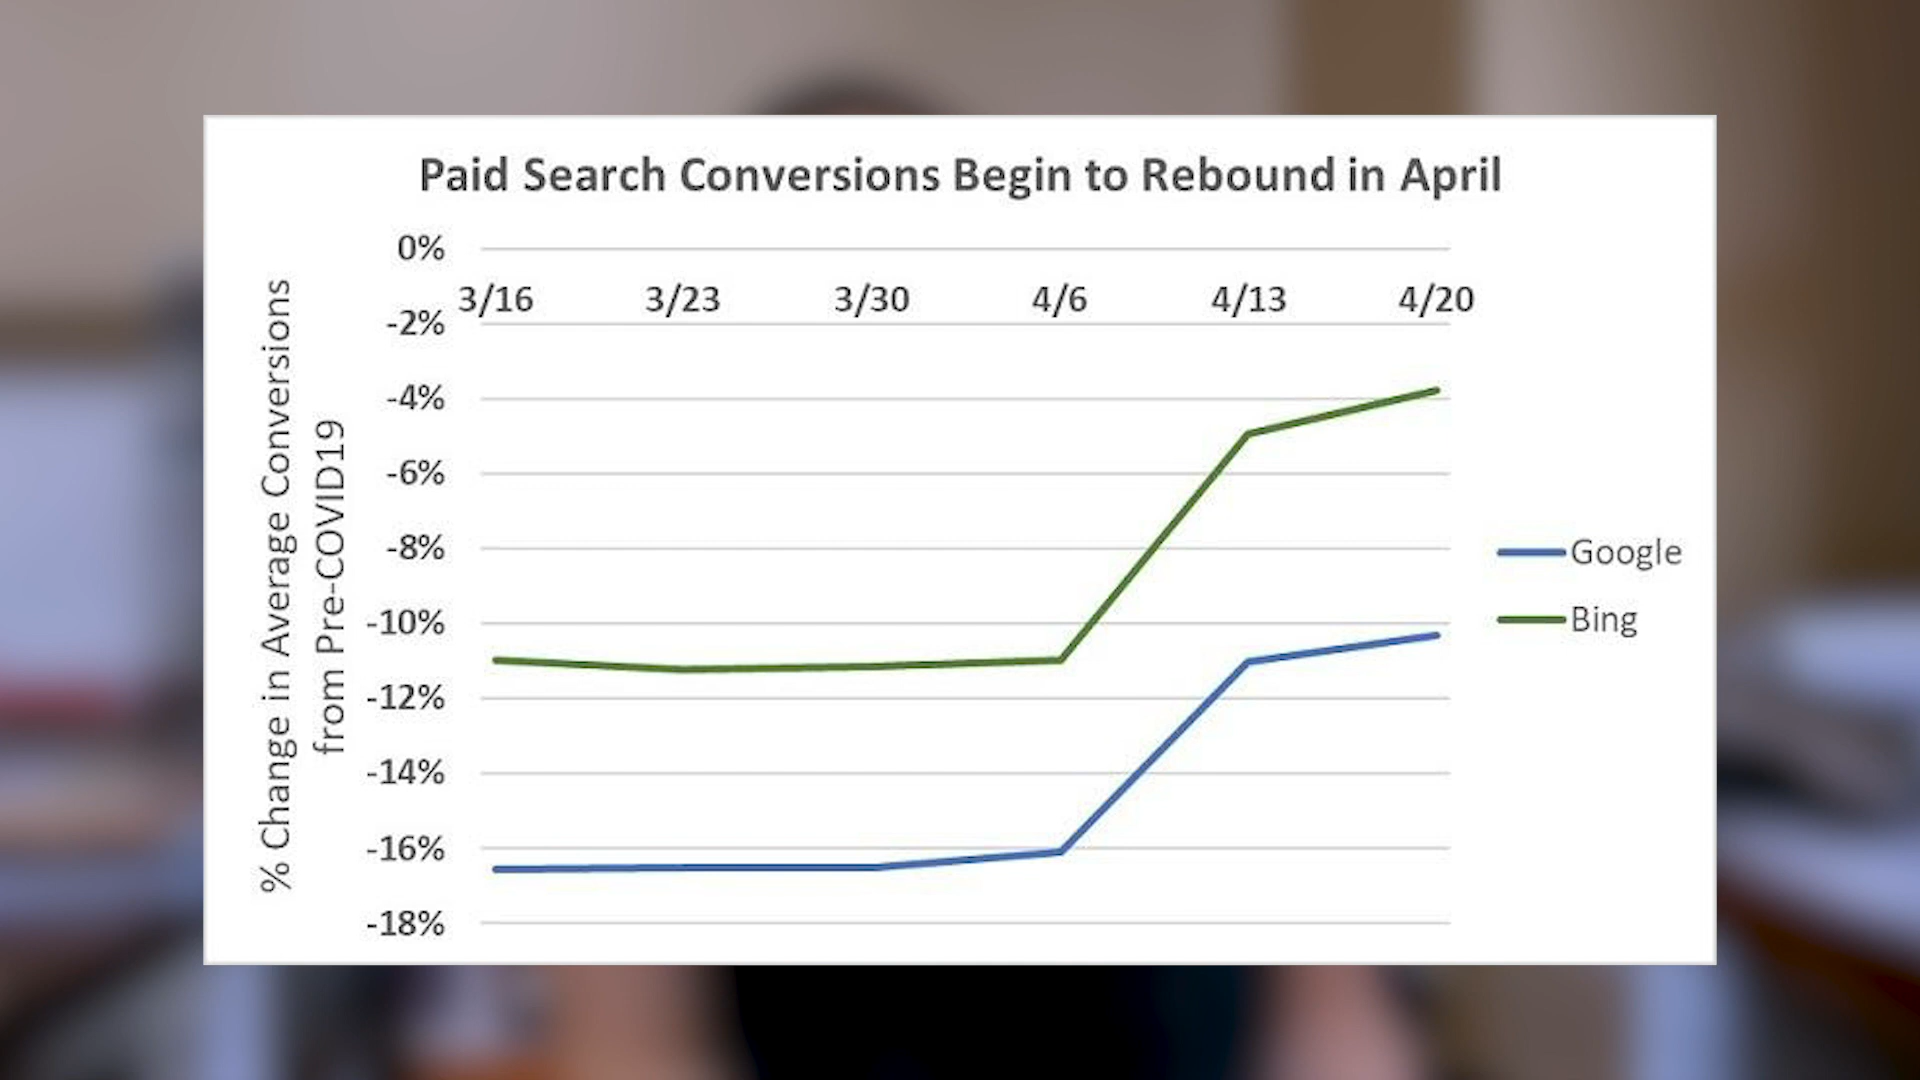 Paid Search Conversions Begin to Rebound in April
% Change in Average Conversions
from Pre-COVID19
0%
3/16 3/23 3/30 4/6 4/13 4/20
-2%
-4%
-6%
-8%
-10%
-12%
-14%
-16%
-18%
Google
Bing